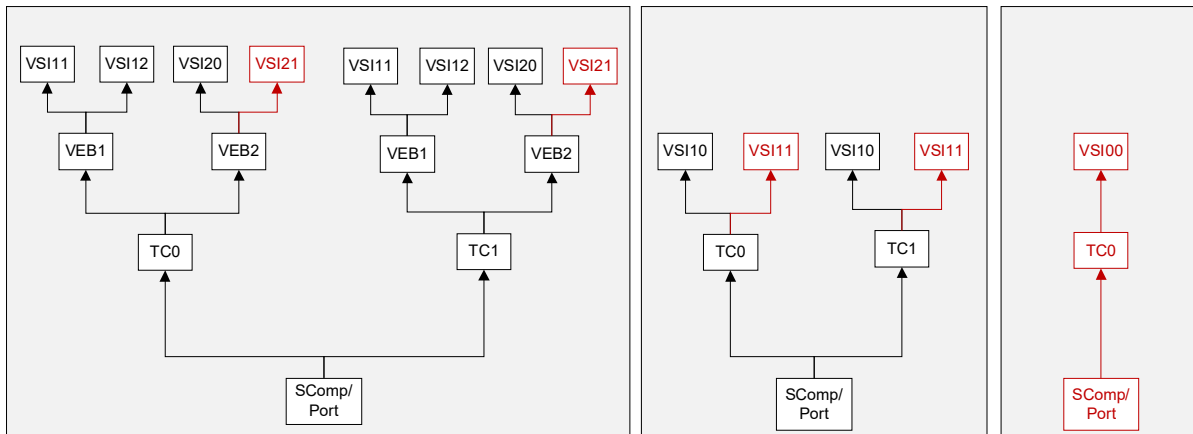 VSI11 VSI12 VSI20 VSI21 VSI11 VSI12 VSI20 VSI21
VEB1 VEB2 VEB1 VEB2
TC0 TC1
SComp/
Port
VSI10 VSI11 VSI10 VSI11
TC0 TC1
SComp/
Port
VSI00
TC0
SComp/
Port